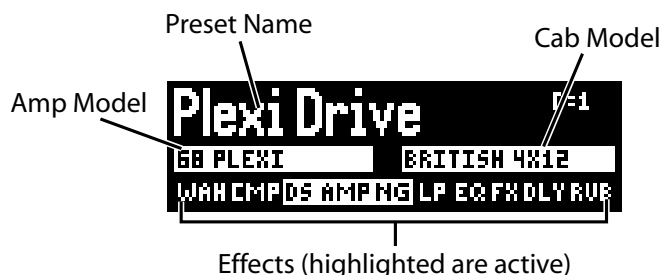 Preset Name
Cab Model
Amp Model
Plexi Drive
68 PLEXI BRITISH 4X12
WAH CMP DS AMP NG LP EQ FX DLY RVB
Effects (highlighted are active)